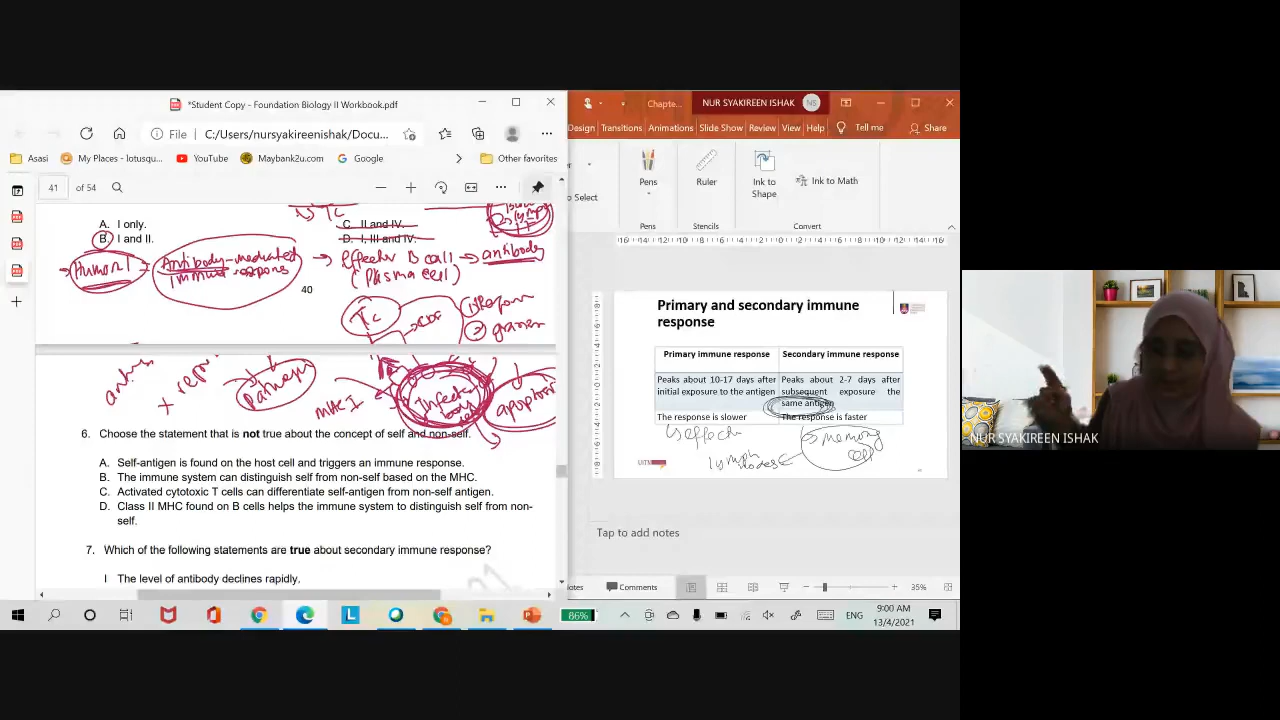 *Student Copy - Foundation Biology II Workbook.pdf
File
C:/Users/nursyakireenishak/Docu...
Asasi
My Places - lotusqu...
YouTube
Maybank2u.com
Google
Other favorites
41 of 54
A. I only.
C. II and IV.
B. I and II.
D. I, III and IV.
Humoral = Antibody-mediated
immune response
→ Effector B cell → antibody
(Plasma cell)
40
Tc
MHC I
infected
body
apoptosis
6. Choose the statement that is not true about the concept of self and non-self.
A. Self-antigen is found on the host cell and triggers an immune response.
B. The immune system can distinguish self from non-self based on the MHC.
C. Activated cytotoxic T cells can differentiate self-antigen from non-self antigen.
D. Class II MHC found on B cells helps the immune system to distinguish self from non-
self.
7. Which of the following statements are true about secondary immune response?
I The level of antibody declines rapidly.
Chapte...
NUR SYAKIREEN ISHAK
NS
Design Transitions Animations Slide Show Review View Help Tell me Share
to Select
Pens
Ruler
Ink to
Shape
Ink to Math
Pens Stencils Convert
Primary and secondary immune
response
Primary immune response
Secondary immune response
Peaks about 10-17 days after
initial exposure to the antigen
Peaks about 2-7 days after
subsequent exposure the
same antigen
The response is slower
The response is faster
memory
cell
lymph
nodes
UiTM
Tap to add notes
Comments
35%
86%
ENG
9:00 AM
13/4/2021
NUR SYAKIREEN ISHAK